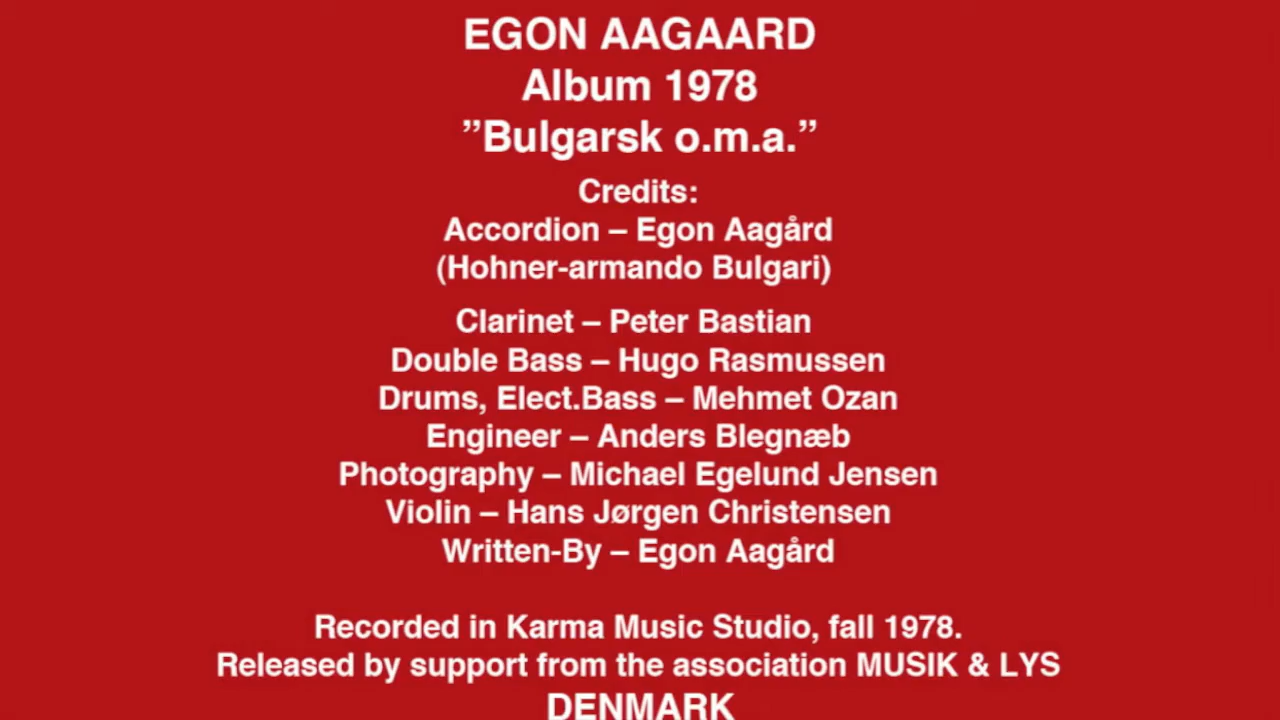 EGON AAGAARD
Album 1978
”Bulgarsk o.m.a.”
Credits:
Accordion – Egon Aagård
(Hohner-armando Bulgari)
Clarinet – Peter Bastian
Double Bass – Hugo Rasmussen
Drums, Elect.Bass – Mehmet Ozan
Engineer – Anders Blegnæb
Photography – Michael Egelund Jensen
Violin – Hans Jørgen Christensen
Written-By – Egon Aagård
Recorded in Karma Music Studio, fall 1978.
Released by support from the association MUSIK & LYS
DENMARK